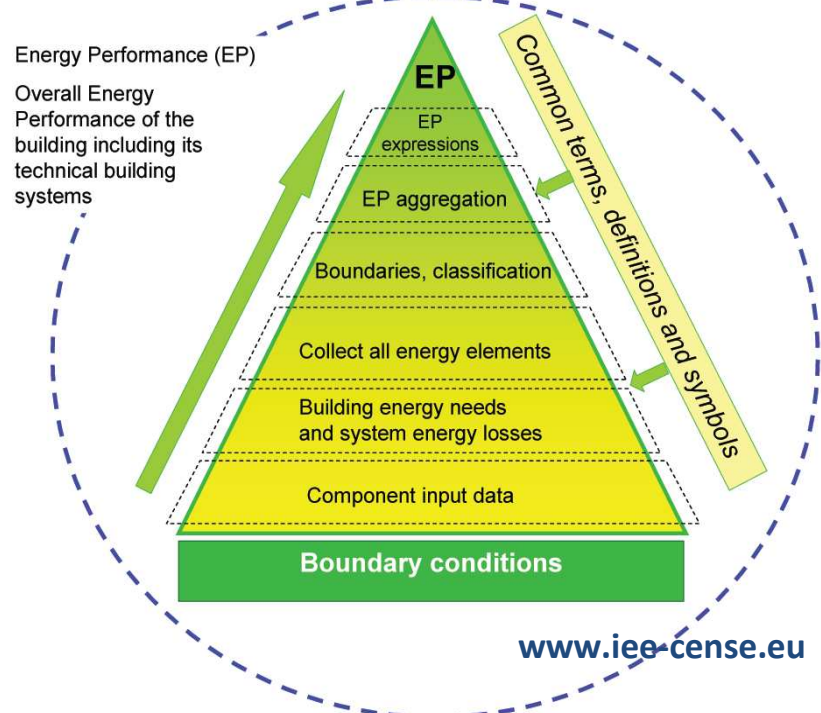 Energy Performance (EP)
Overall Energy
Performance of the
building including its
technical building
systems
EP
EP
expressions
EP aggregation
Boundaries, classification
Collect all energy elements
Building energy needs
and system energy losses
Component input data
Boundary conditions
Common terms, definitions and symbols
www.iee-cense.eu